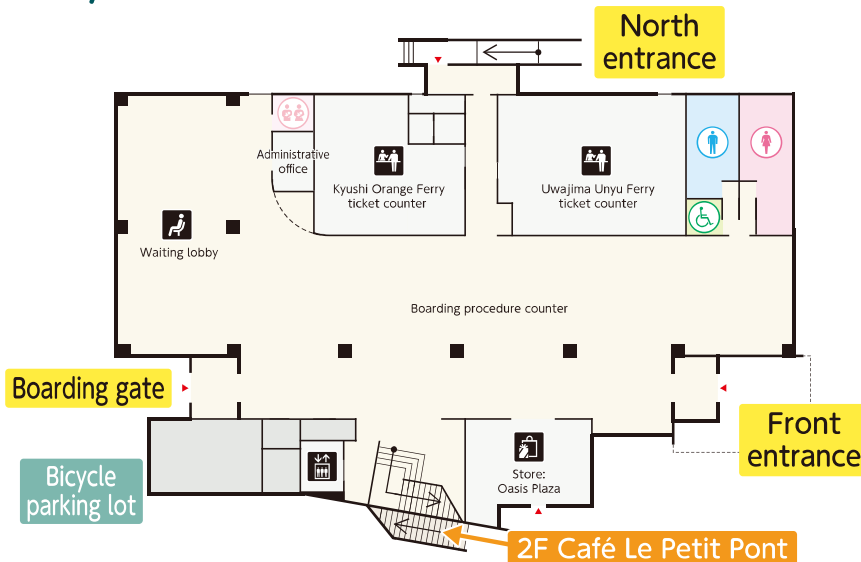 North
entrance
Administrative
office
Kyushi Orange Ferry
ticket counter
Uwajima Unyu Ferry
ticket counter
Waiting lobby
Boarding procedure counter
Boarding gate
Front
entrance
Bicycle
parking lot
Store:
Oasis Plaza
2F Café Le Petit Pont